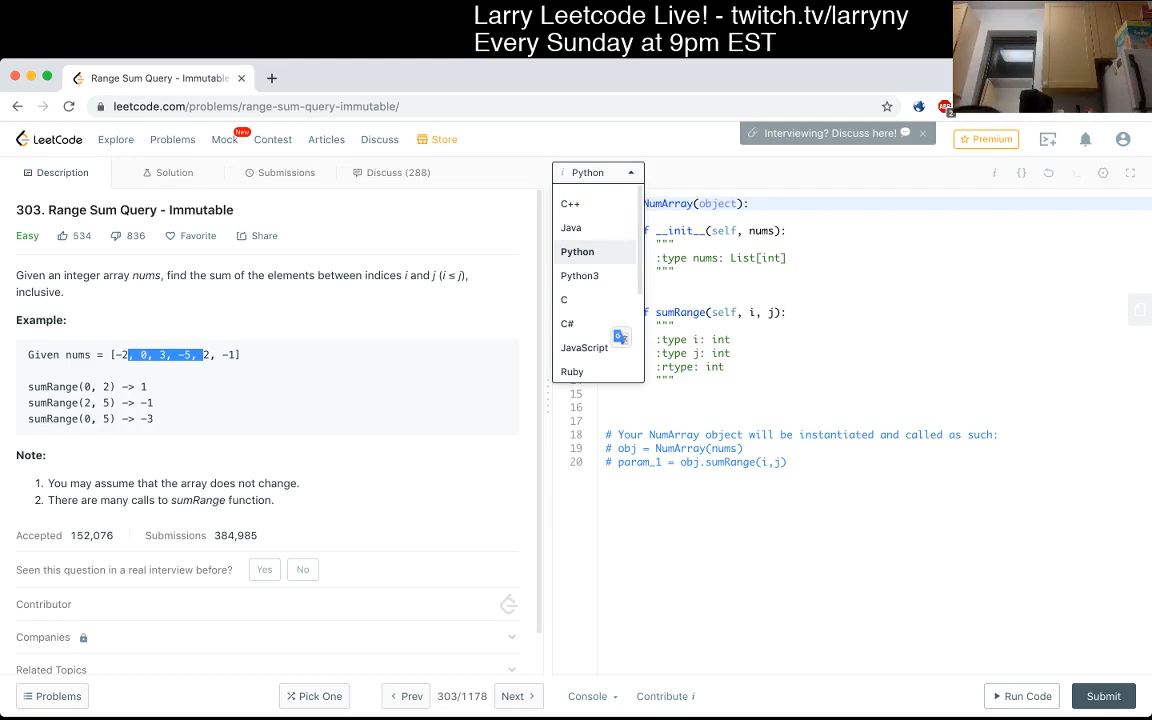 Larry Leetcode Live! - twitch.tv/larryny
Every Sunday at 9pm EST
Range Sum Query - Immutable
leetcode.com/problems/range-sum-query-immutable/
2
LeetCode
Explore
Problems
Mock
New
Contest
Articles
Discuss
Store
Interviewing? Discuss here!
Premium
Description
Solution
Submissions
Discuss (288)
i Python
303. Range Sum Query - Immutable
Easy
534
836
Favorite
Share
Given an integer array nums, find the sum of the elements between indices i and j (i ≤ j),
inclusive.
Example:
Given nums = [-2, 0, 3, -5, 2, -1]
sumRange(0, 2) -> 1
sumRange(2, 5) -> -1
sumRange(0, 5) -> -3
Note:
1. You may assume that the array does not change.
2. There are many calls to sumRange function.
Accepted 152,076
Submissions 384,985
Seen this question in a real interview before?
Yes
No
Contributor
Companies
Related Topics
Problems
Pick One
Prev
303/1178
Next
C++
Java
Python
Python3
C
C#
JavaScript
Ruby
NumArray(object):
f __init__(self, nums):
"""
:type nums: List[int]
"""
f sumRange(self, i, j):
"""
:type i: int
:type j: int
:rtype: int
"""
15
16
17
18 # Your NumArray object will be instantiated and called as such:
19 # obj = NumArray(nums)
20 # param_1 = obj.sumRange(i,j)
Console
Contribute i
Run Code
Submit